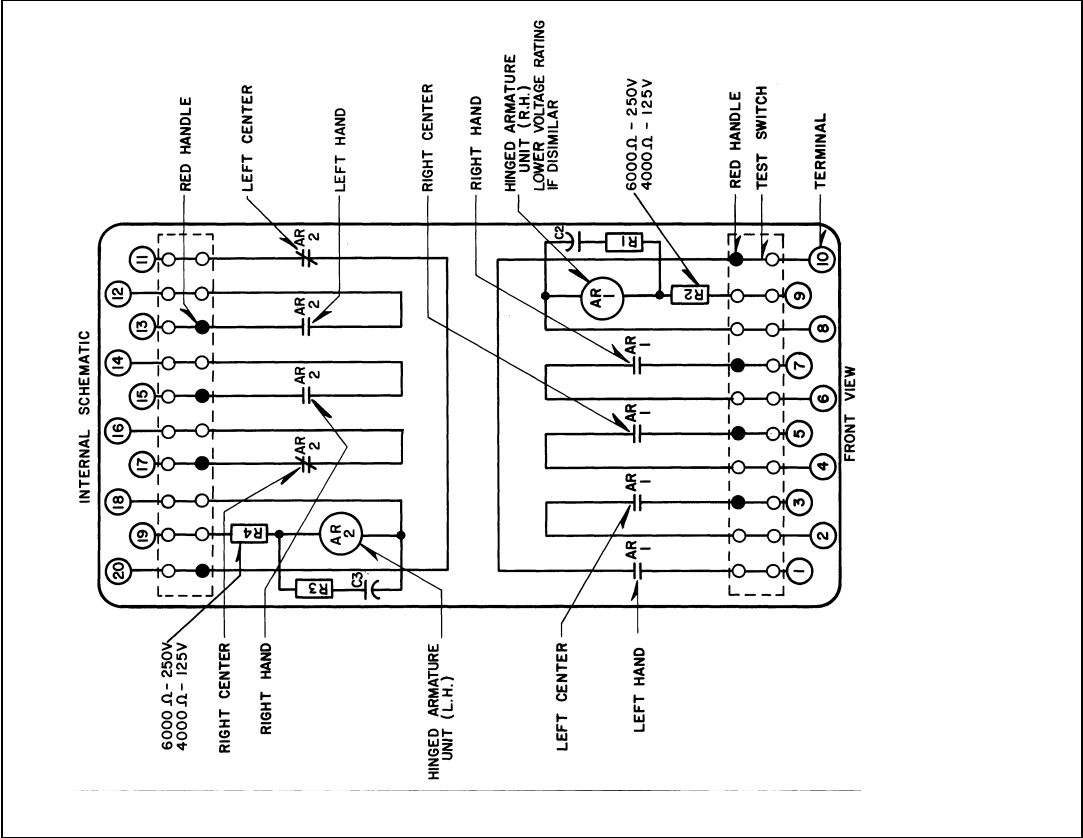 INTERNAL SCHEMATIC
RED HANDLE
LEFT CENTER
LEFT HAND
RIGHT CENTER
RIGHT HAND
HINGED ARMATURE
UNIT (R.H.)
LOWER VOLTAGE RATING
IF DISIMILAR
6000Ω - 250V
4000Ω - 125V
RED HANDLE
TEST SWITCH
TERMINAL
11
12
13
14
15
16
17
18
19
20
AR
2
AR
2
AR
2
AR
2
R4
AR
2
R3
C3
C2
R1
AR
1
R2
AR
1
AR
1
AR
1
AR
1
10
9
8
7
6
5
4
3
2
1
FRONT VIEW
6000Ω - 250V
4000Ω - 125V
RIGHT CENTER
RIGHT HAND
HINGED ARMATURE
UNIT (L.H.)
LEFT CENTER
LEFT HAND